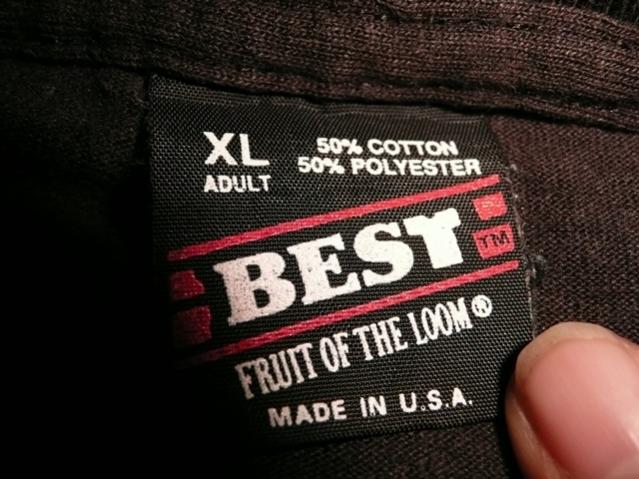 XL
ADULT
50% COTTON
50% POLYESTER
BEST
TM
FRUIT OF THE LOOM®
MADE IN U.S.A.